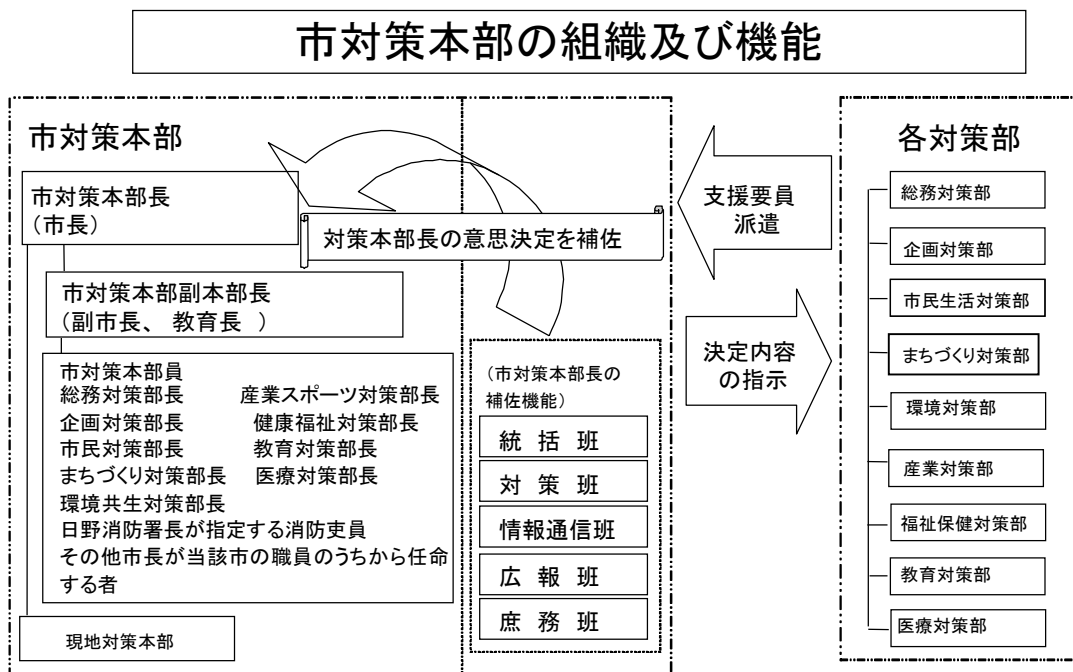 市対策本部の組織及び機能
市対策本部
市対策本部長
(市長)
対策本部長の意思決定を補佐
市対策本部副本部長
(副市長、 教育長 )
市対策本部員
総務対策部長 産業スポーツ対策部長
企画対策部長 健康福祉対策部長
市民対策部長 教育対策部長
まちづくり対策部長 医療対策部長
環境共生対策部長
日野消防署長が指定する消防吏員
その他市長が当該市の職員のうちから任命
する者
現地対策本部
(市対策本部長の
補佐機能)
統 括 班
対 策 班
情報通信班
広 報 班
庶 務 班
支援要員
派遣
決定内容
の指示
各対策部
総務対策部
企画対策部
市民生活対策部
まちづくり対策部
環境対策部
産業対策部
福祉保健対策部
教育対策部
医療対策部